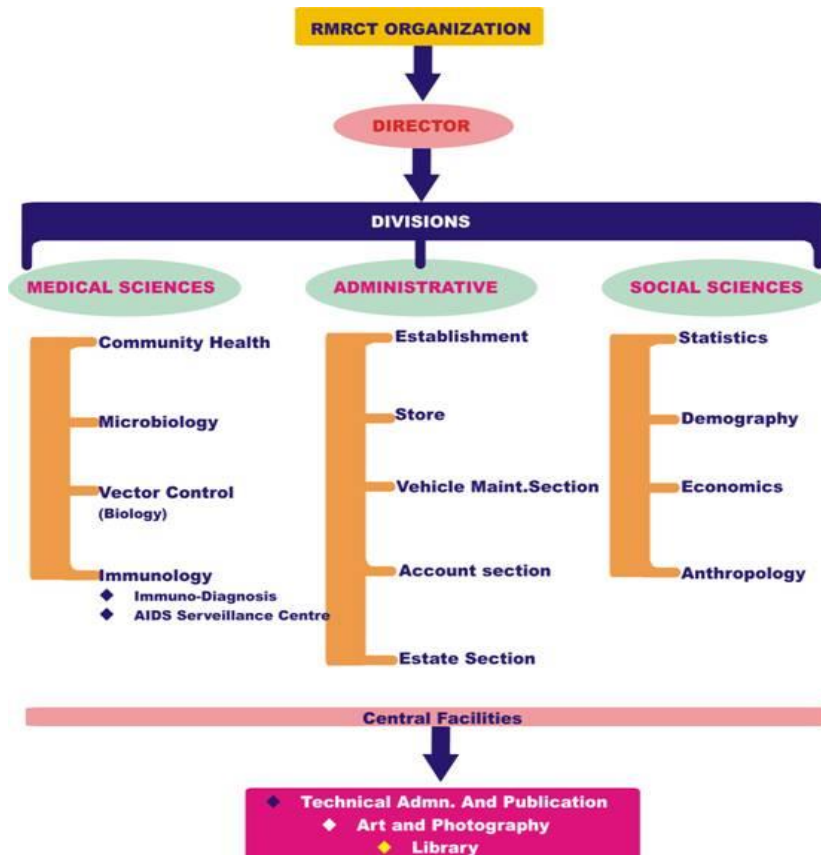 RMRCT ORGANIZATION
DIRECTOR
DIVISIONS
MEDICAL SCIENCES
Community Health
Microbiology
Vector Control
(Biology)
Immunology
Immuno-Diagnosis
AIDS Serveillance Centre
ADMINISTRATIVE
Establishment
Store
Vehicle Maint.Section
Account section
Estate Section
SOCIAL SCIENCES
Statistics
Demography
Economics
Anthropology
Central Facilities
Technical Admn. And Publication
Art and Photography
Library